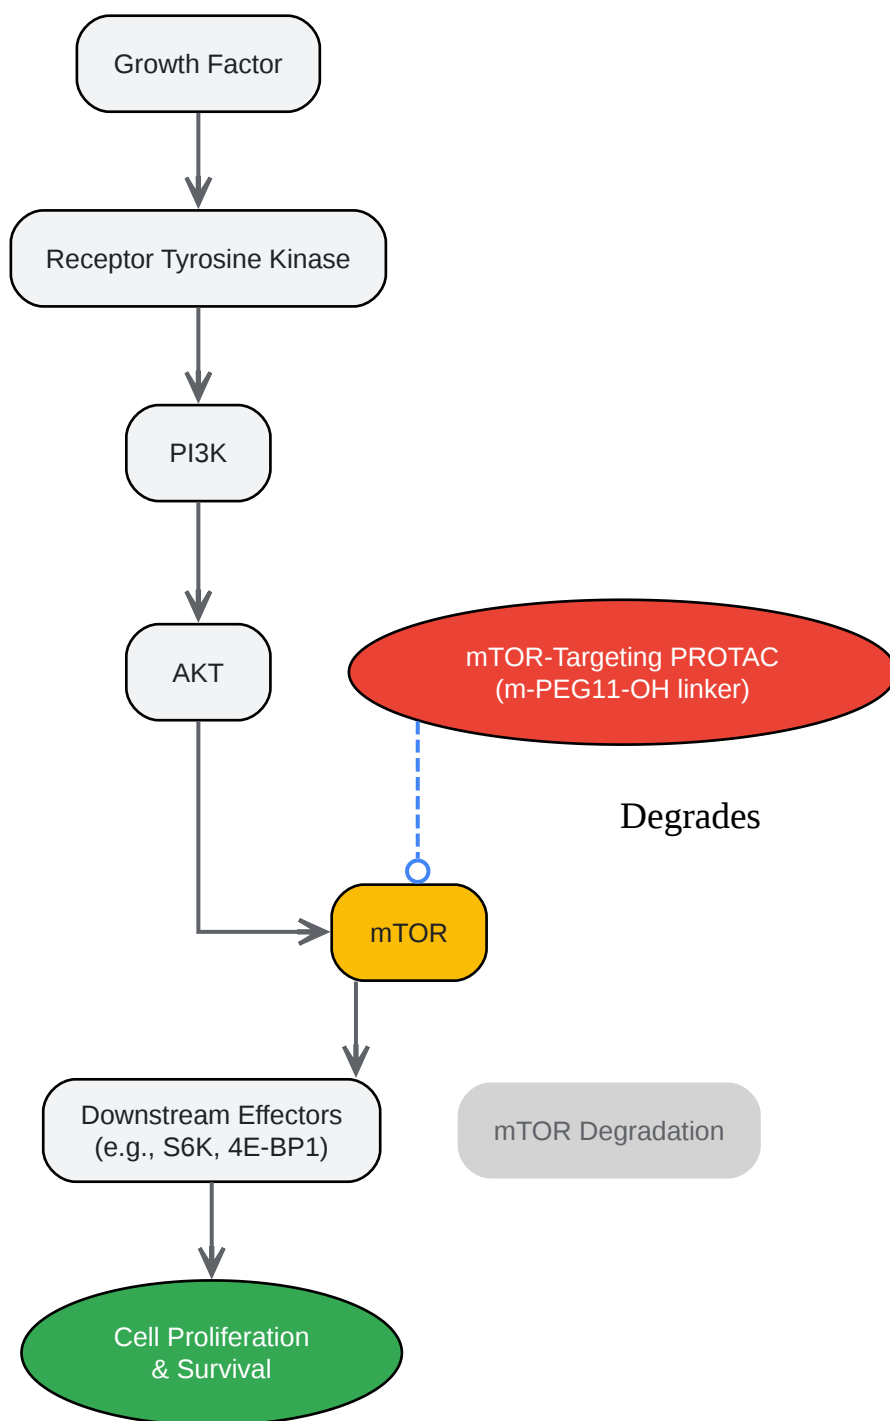 Growth Factor
Receptor Tyrosine Kinase
PI3K
AKT
mTOR-Targeting PROTAC
(m-PEG11-OH linker)
Degrades
mTOR
Downstream Effectors
(e.g., S6K, 4E-BP1)
mTOR Degradation
Cell Proliferation
& Survival